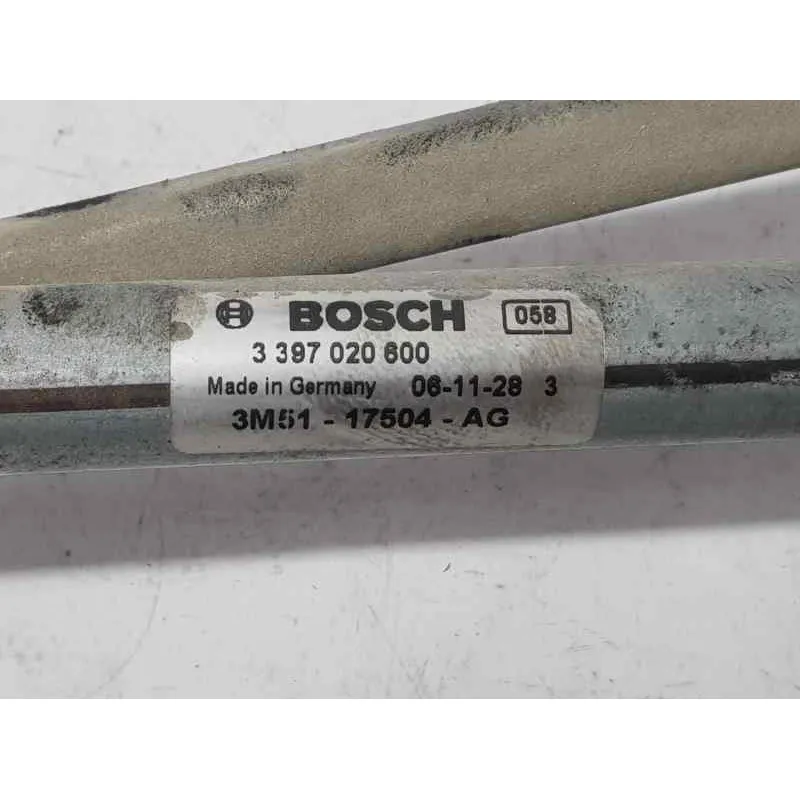 BOSCH 058
3 397 020 600
Made in Germany 06-11-28 3
3M51 - 17504 - AG